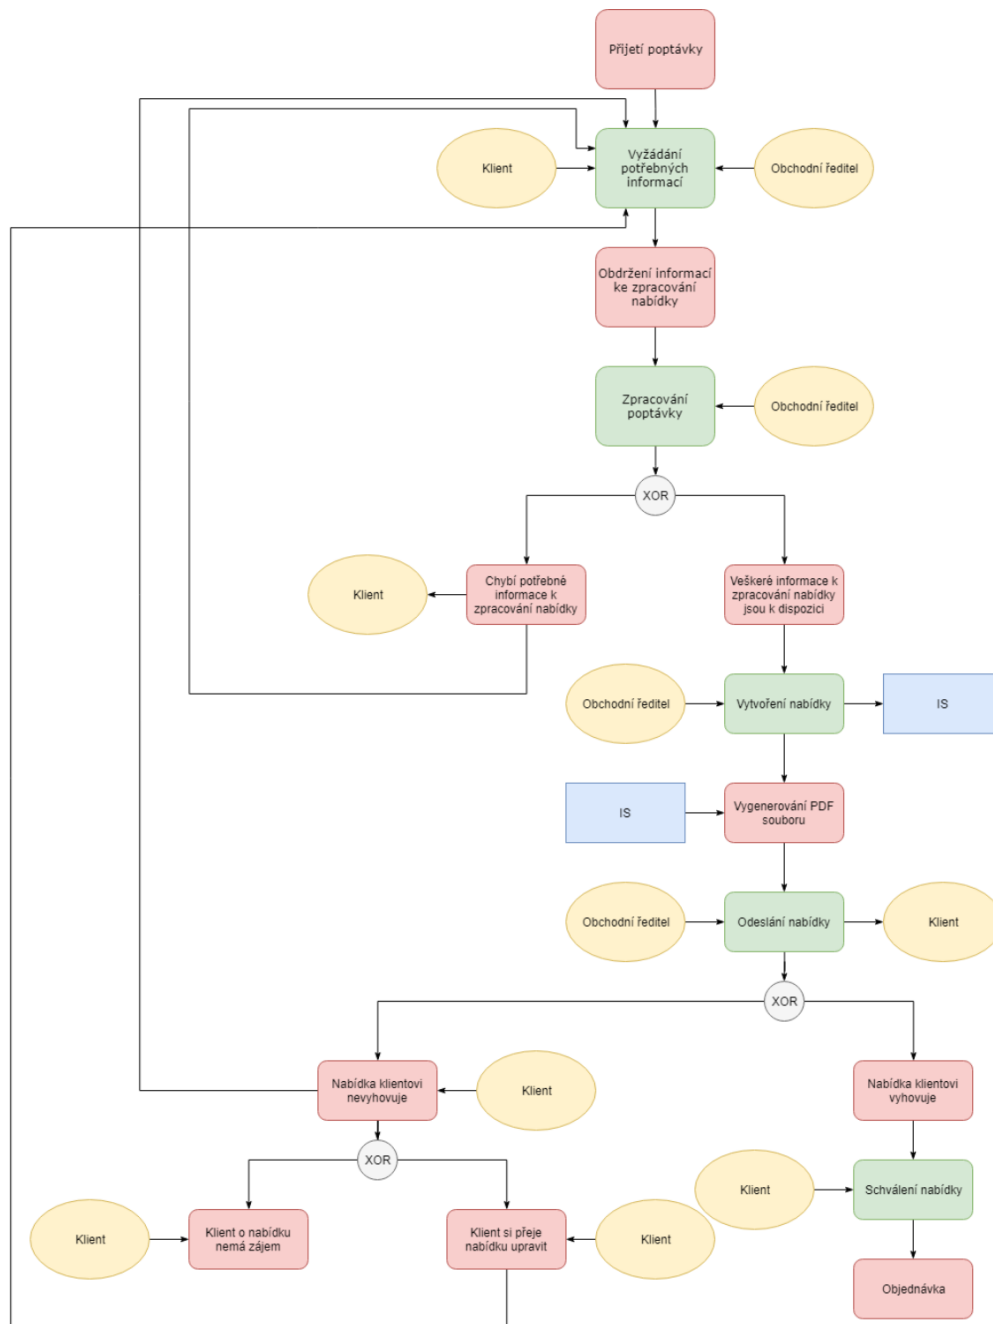 Přijetí poptávky
Klient
Vyžádání
potřebných
informací
Obchodní ředitel
Obdržení informací
ke zpracování
nabídky
Zpracování
poptávky
Obchodní ředitel
XOR
Klient
Chybí potřebné
informace k
zpracování nabídky
Veškeré informace k
zpracování nabídky
jsou k dispozici
Obchodní ředitel
Vytvoření nabídky
IS
IS
Vygenerování PDF
souboru
Obchodní ředitel
Odeslání nabídky
Klient
XOR
Nabídka klientovi
nevyhovuje
Klient
Nabídka klientovi
vyhovuje
XOR
Klient
Schválení nabídky
Klient
Klient o nabídku
nemá zájem
Klient si přeje
nabídku upravit
Klient
Objednávka